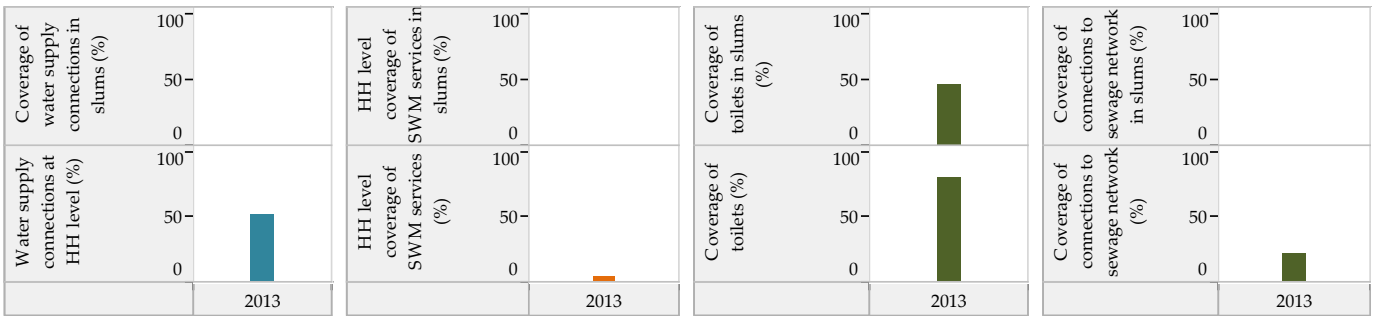 Coverage of
water supply
connections in
slums (%)
100
50
0
Water supply
connections at
HH level (%)
100
50
0
2013
HH level
coverage of
SWM services in
slums (%)
100
50
0
HH level
coverage of
SWM services
(%)
100
50
0
2013
Coverage of
toilets in slums
(%)
100
50
0
Coverage of
toilets (%)
100
50
0
2013
Coverage of
connections to
sewage network
in slums (%)
100
50
0
Coverage of
connections to
sewage network
(%)
100
50
0
2013